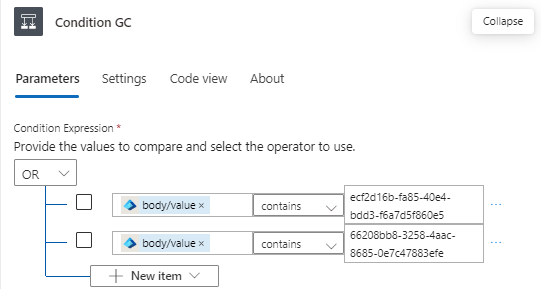 Condition GC
Collapse
Parameters Settings Code view About
Condition Expression *
Provide the values to compare and select the operator to use.
OR
body/value × contains ecf2d16b-fa85-40e4-
bdd3-f6a7d5f860e5
body/value × contains 66208bb8-3258-4aac-
8685-0e7c47883efe
New item